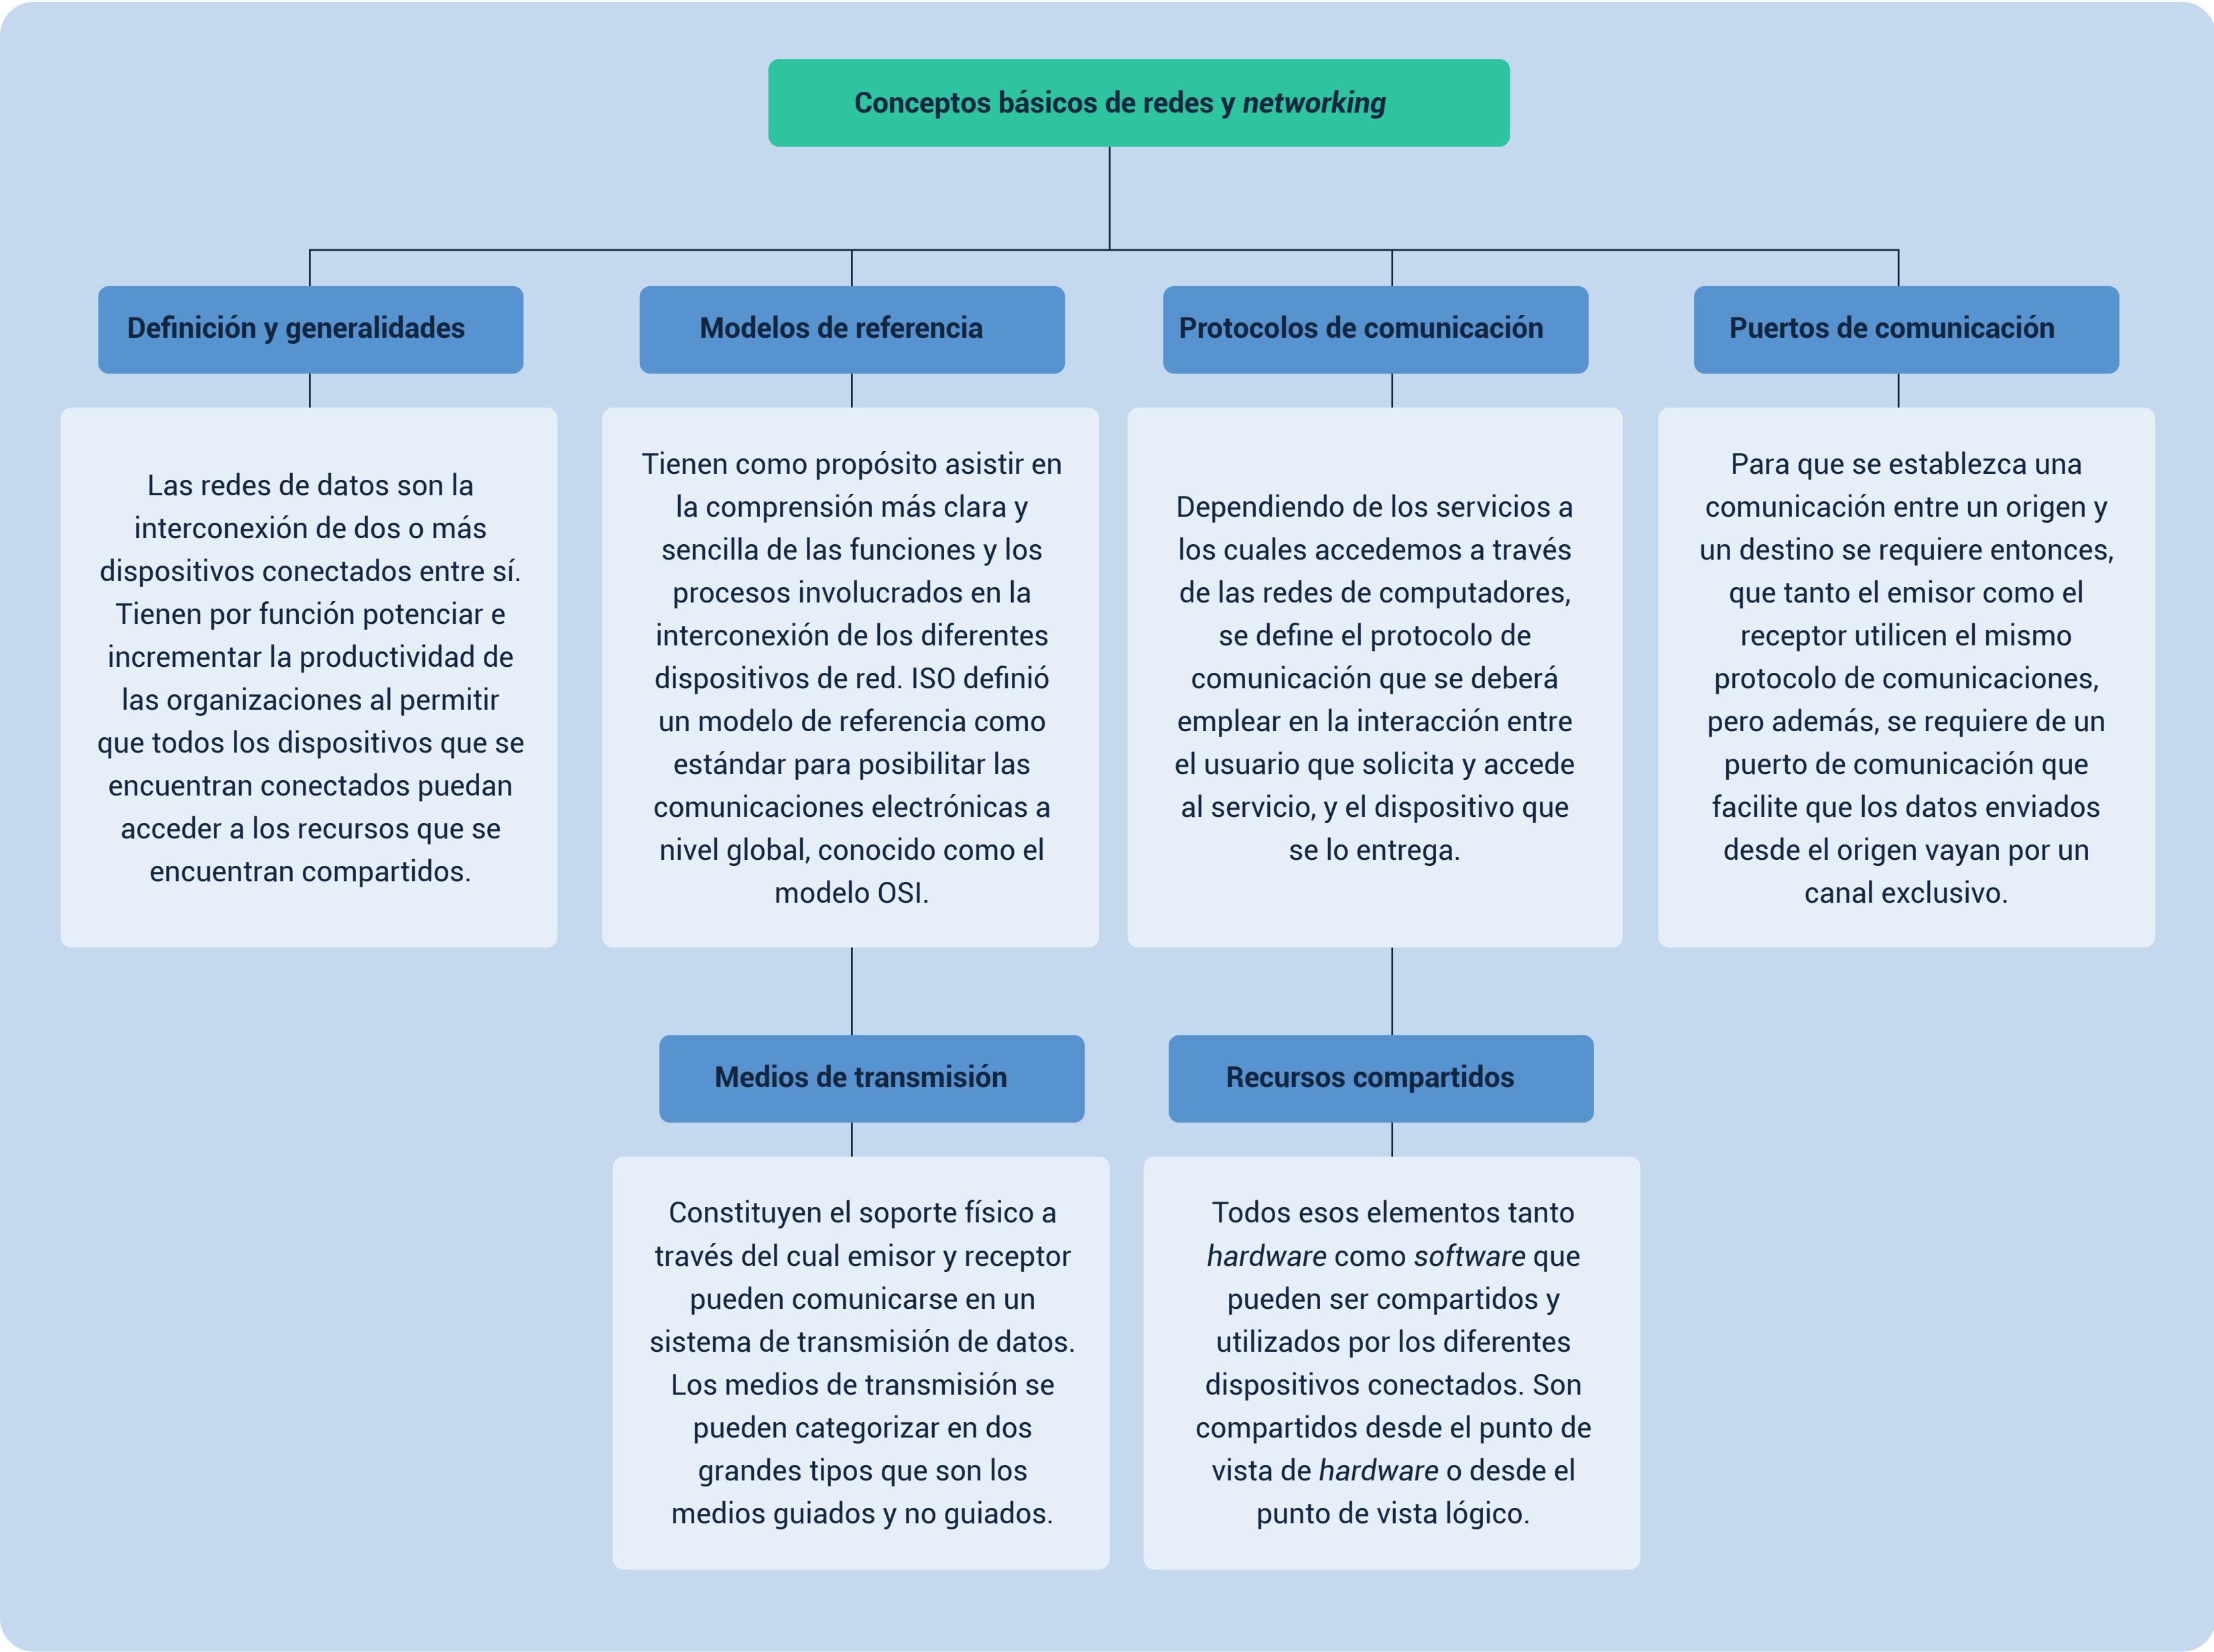 Conceptos básicos de redes y networking
Definición y generalidades
Las redes de datos son la
interconexión de dos o más
dispositivos conectados entre sí.
Tienen por función potenciar e
incrementar la productividad de
las organizaciones al permitir
que todos los dispositivos que se
encuentran conectados puedan
acceder a los recursos que se
encuentran compartidos.
Modelos de referencia
Tienen como propósito asistir en
la comprensión más clara y
sencilla de las funciones y los
procesos involucrados en la
interconexión de los diferentes
dispositivos de red. ISO definió
un modelo de referencia como
estándar para posibilitar las
comunicaciones electrónicas a
nivel global, conocido como el
modelo OSI.
Protocolos de comunicación
Dependiendo de los servicios a
los cuales accedemos a través
de las redes de computadores,
se define el protocolo de
comunicación que se deberá
emplear en la interacción entre
el usuario que solicita y accede
al servicio, y el dispositivo que
se lo entrega.
Puertos de comunicación
Para que se establezca una
comunicación entre un origen y
un destino se requiere entonces,
que tanto el emisor como el
receptor utilicen el mismo
protocolo de comunicaciones,
pero además, se requiere de un
puerto de comunicación que
facilite que los datos enviados
desde el origen vayan por un
canal exclusivo.
Medios de transmisión
Constituyen el soporte físico a
través del cual emisor y receptor
pueden comunicarse en un
sistema de transmisión de datos.
Los medios de transmisión se
pueden categorizar en dos
grandes tipos que son los
medios guiados y no guiados.
Recursos compartidos
Todos esos elementos tanto
hardware como software que
pueden ser compartidos y
utilizados por los diferentes
dispositivos conectados. Son
compartidos desde el punto de
vista de hardware o desde el
punto de vista lógico.